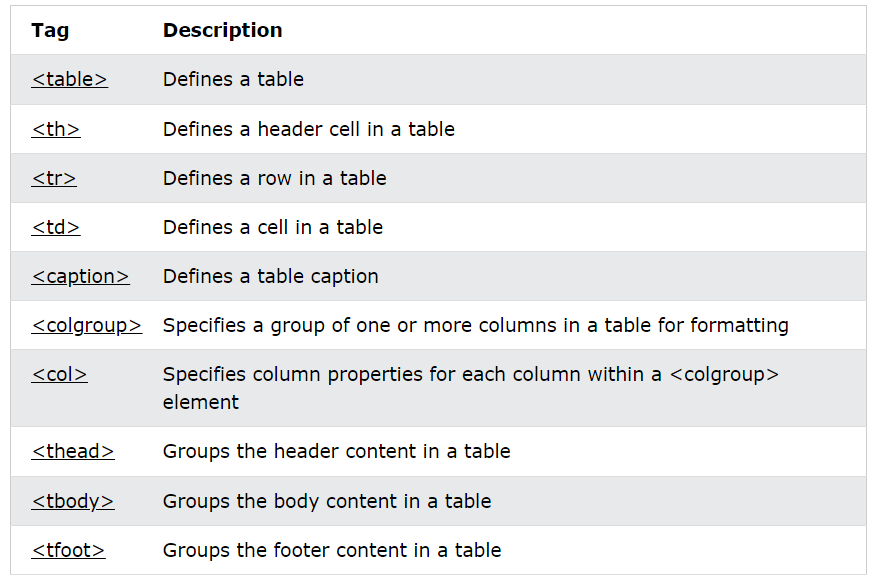 Tag Description
<table> Defines a table
<th> Defines a header cell in a table
<tr> Defines a row in a table
<td> Defines a cell in a table
<caption> Defines a table caption
<colgroup> Specifies a group of one or more columns in a table for formatting
<col> Specifies column properties for each column within a <colgroup>
element
<thead> Groups the header content in a table
<tbody> Groups the body content in a table
<tfoot> Groups the footer content in a table